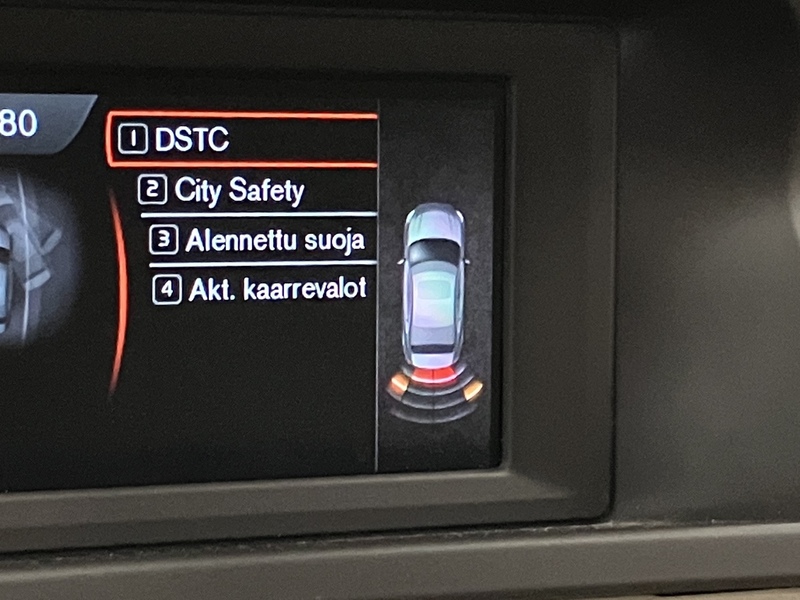 80
1 DSTC
2 City Safety
3 Alennettu suoja
4 Akt. kaarrevalot